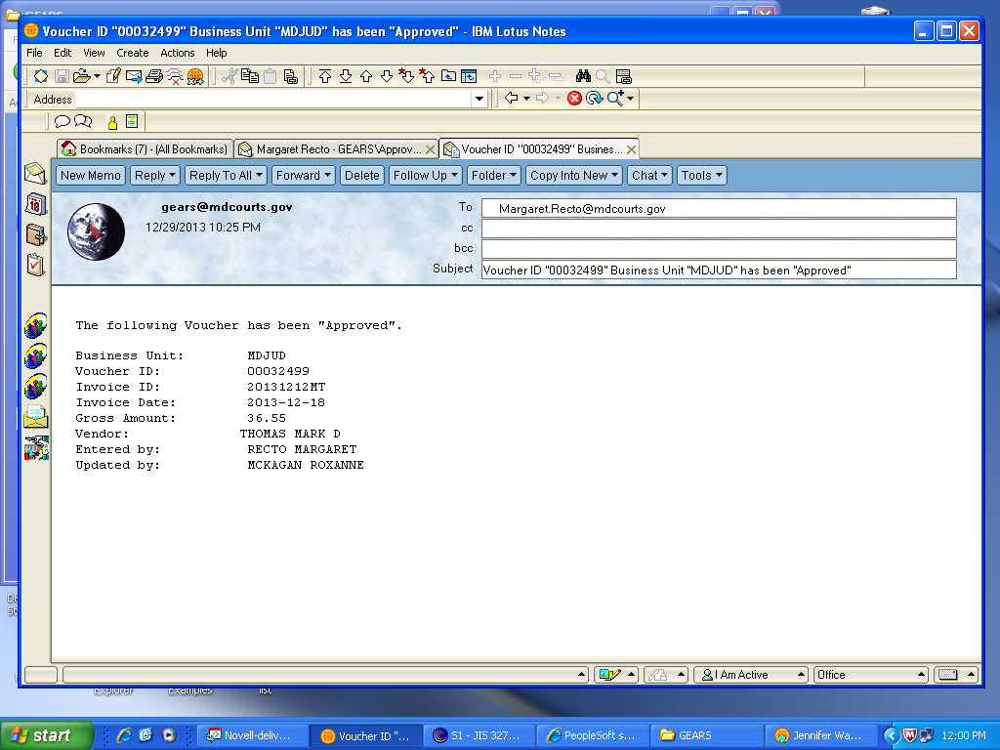 GEARS
Voucher ID "00032499" Business Unit "MDJUD" has been "Approved" - IBM Lotus Notes
File Edit View Create Actions Help
Address
Bookmarks (7) - (All Bookmarks) Margaret Recto - GEARS\Approv... Voucher ID "00032499" Busines...
New Memo Reply Reply To All Forward Delete Follow Up Folder Copy Into New Chat Tools
gears@mdcourts.gov
12/29/2013 10:25 PM
To Margaret.Recto@mdcourts.gov
cc
bcc
Subject Voucher ID "00032499" Business Unit "MDJUD" has been "Approved"
The following Voucher has been "Approved".
Business Unit: MDJUD
Voucher ID: 00032499
Invoice ID: 20131212MT
Invoice Date: 2013-12-18
Gross Amount: 36.55
Vendor: THOMAS MARK D
Entered by: RECTO MARGARET
Updated by: MCKAGAN ROXANNE
I Am Active Office
Explorer Examples list
start Novell-deliv... Voucher ID "... S1 - JIS 327... PeopleSoft s... GEARS Jennifer Wa... 12:00 PM